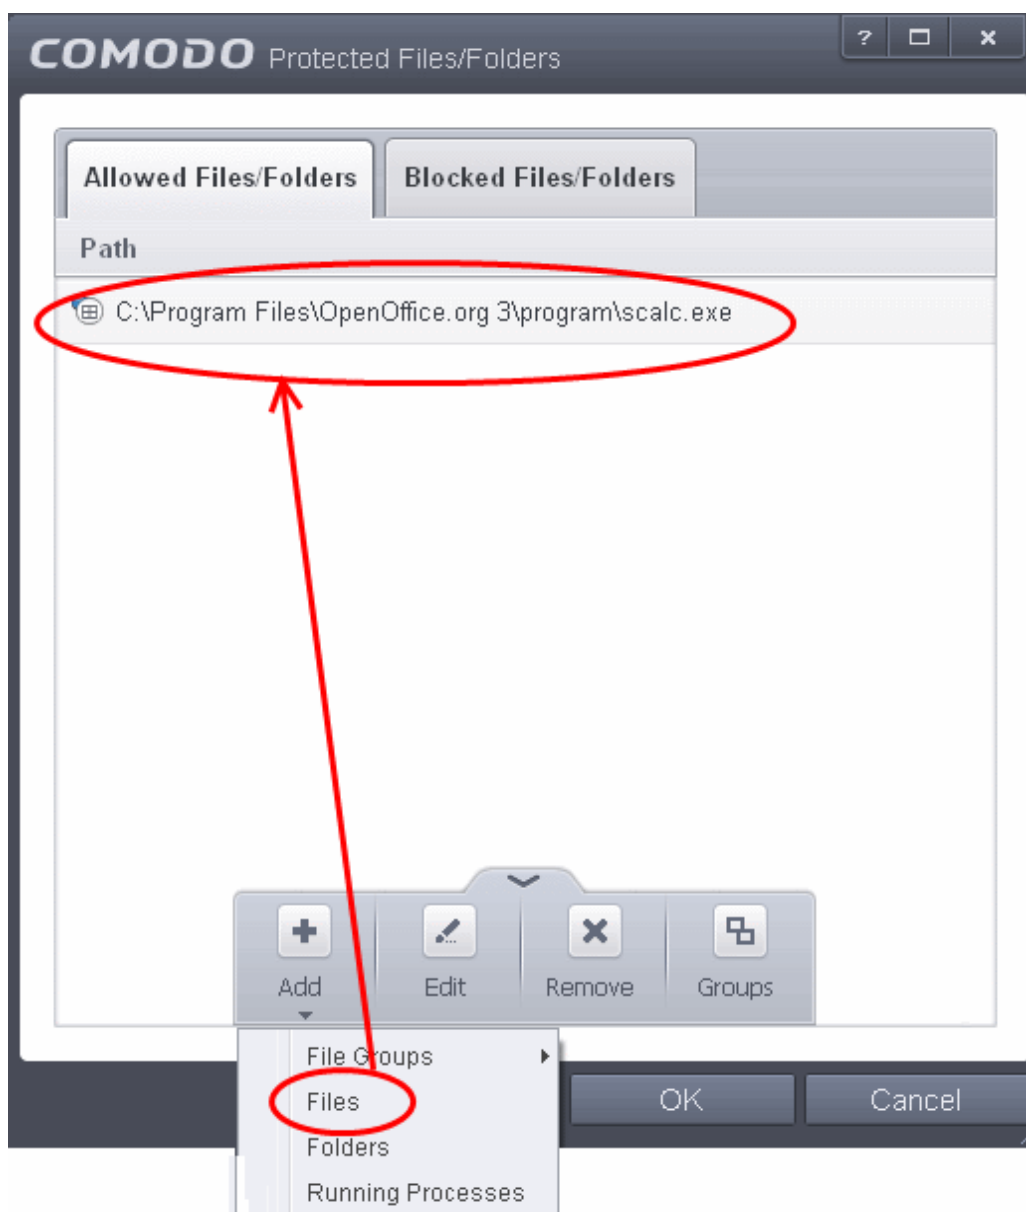 COMODO Protected Files/Folders ?
Allowed Files/Folders Blocked Files/Folders
Path
C:\Program Files\OpenOffice.org 3\program\scalc.exe
Add Edit Remove Groups
File Groups
Files
OK Cancel
Folders
Running Processes